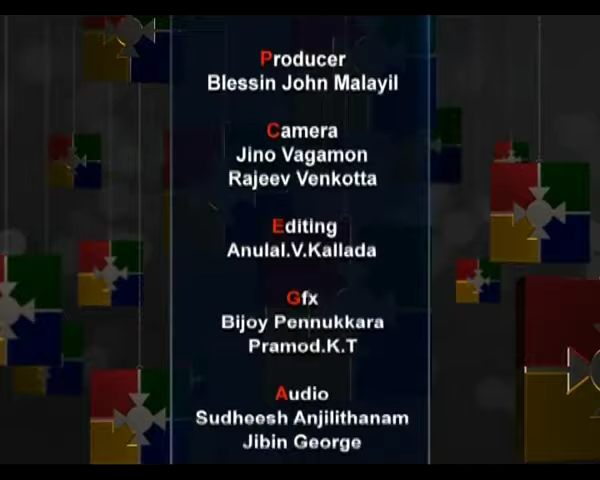 Producer
Blessin John Malayil
Camera
Jino Vagamon
Rajeev Venkotta
Editing
Anulal.V.Kallada
Gfx
Bijoy Pennukkara
Pramod.K.T
Audio
Sudheesh Anjilithanam
Jibin George